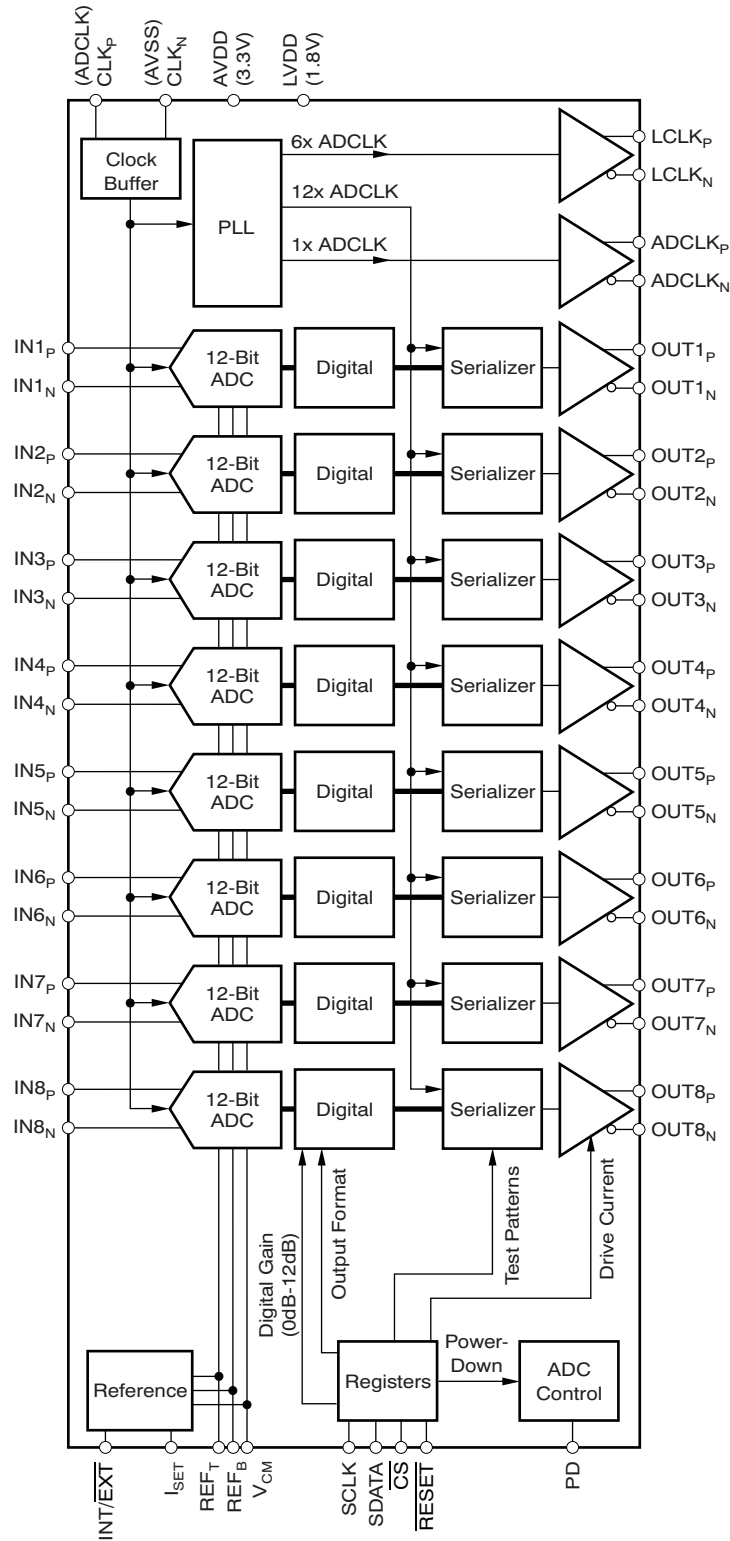 (ADCLK)
CLKP
(AVSS)
CLKN
AVDD
(3.3V)
LVDD
(1.8V)
Clock
Buffer
PLL
6x ADCLK
12x ADCLK
1x ADCLK
LCLKP
LCLKN
ADCLKP
ADCLKN
IN1P
IN1N
12-Bit
ADC
Digital
Serializer
OUT1P
OUT1N
IN2P
IN2N
12-Bit
ADC
Digital
Serializer
OUT2P
OUT2N
IN3P
IN3N
12-Bit
ADC
Digital
Serializer
OUT3P
OUT3N
IN4P
IN4N
12-Bit
ADC
Digital
Serializer
OUT4P
OUT4N
IN5P
IN5N
12-Bit
ADC
Digital
Serializer
OUT5P
OUT5N
IN6P
IN6N
12-Bit
ADC
Digital
Serializer
OUT6P
OUT6N
IN7P
IN7N
12-Bit
ADC
Digital
Serializer
OUT7P
OUT7N
IN8P
IN8N
12-Bit
ADC
Digital
Serializer
OUT8P
OUT8N
Digital Gain
(0dB-12dB)
Output Format
Test Patterns
Drive Current
Reference
Registers
Power-
Down
ADC
Control
INT/EXT
ISET
REFT
REFB
VCM
SCLK
SDATA
CS
RESET
PD